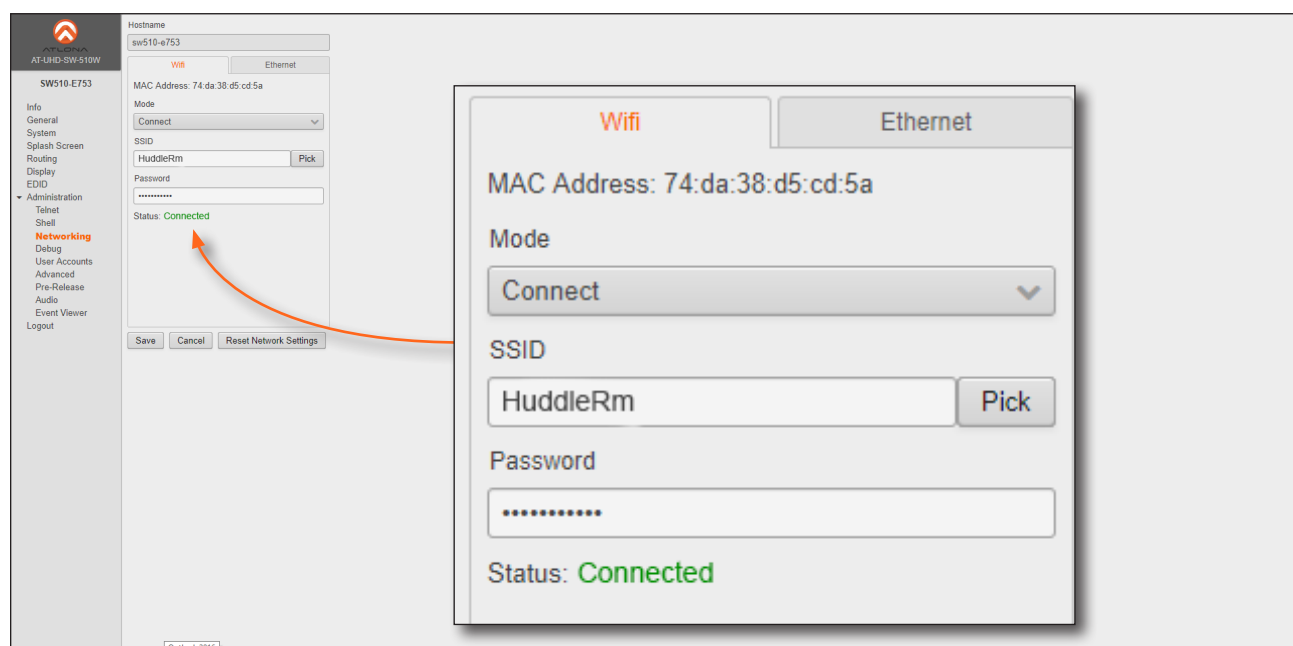 ATLONA
AT-UHD-SW-510W
SW510-E753
Info
General
System
Splash Screen
Routing
Display
EDID
Administration
Telnet
Shell
Networking
Debug
User Accounts
Advanced
Pre-Release
Audio
Event Viewer
Logout
Hostname
sw510-e753
Wifi Ethernet
MAC Address: 74:da:38:d5:cd:5a
Mode
Connect
SSID
HuddleRm Pick
Password
•••••••••••
Status: Connected
Save Cancel Reset Network Settings
Wifi Ethernet
MAC Address: 74:da:38:d5:cd:5a
Mode
Connect
SSID
HuddleRm Pick
Password
•••••••••••
Status: Connected